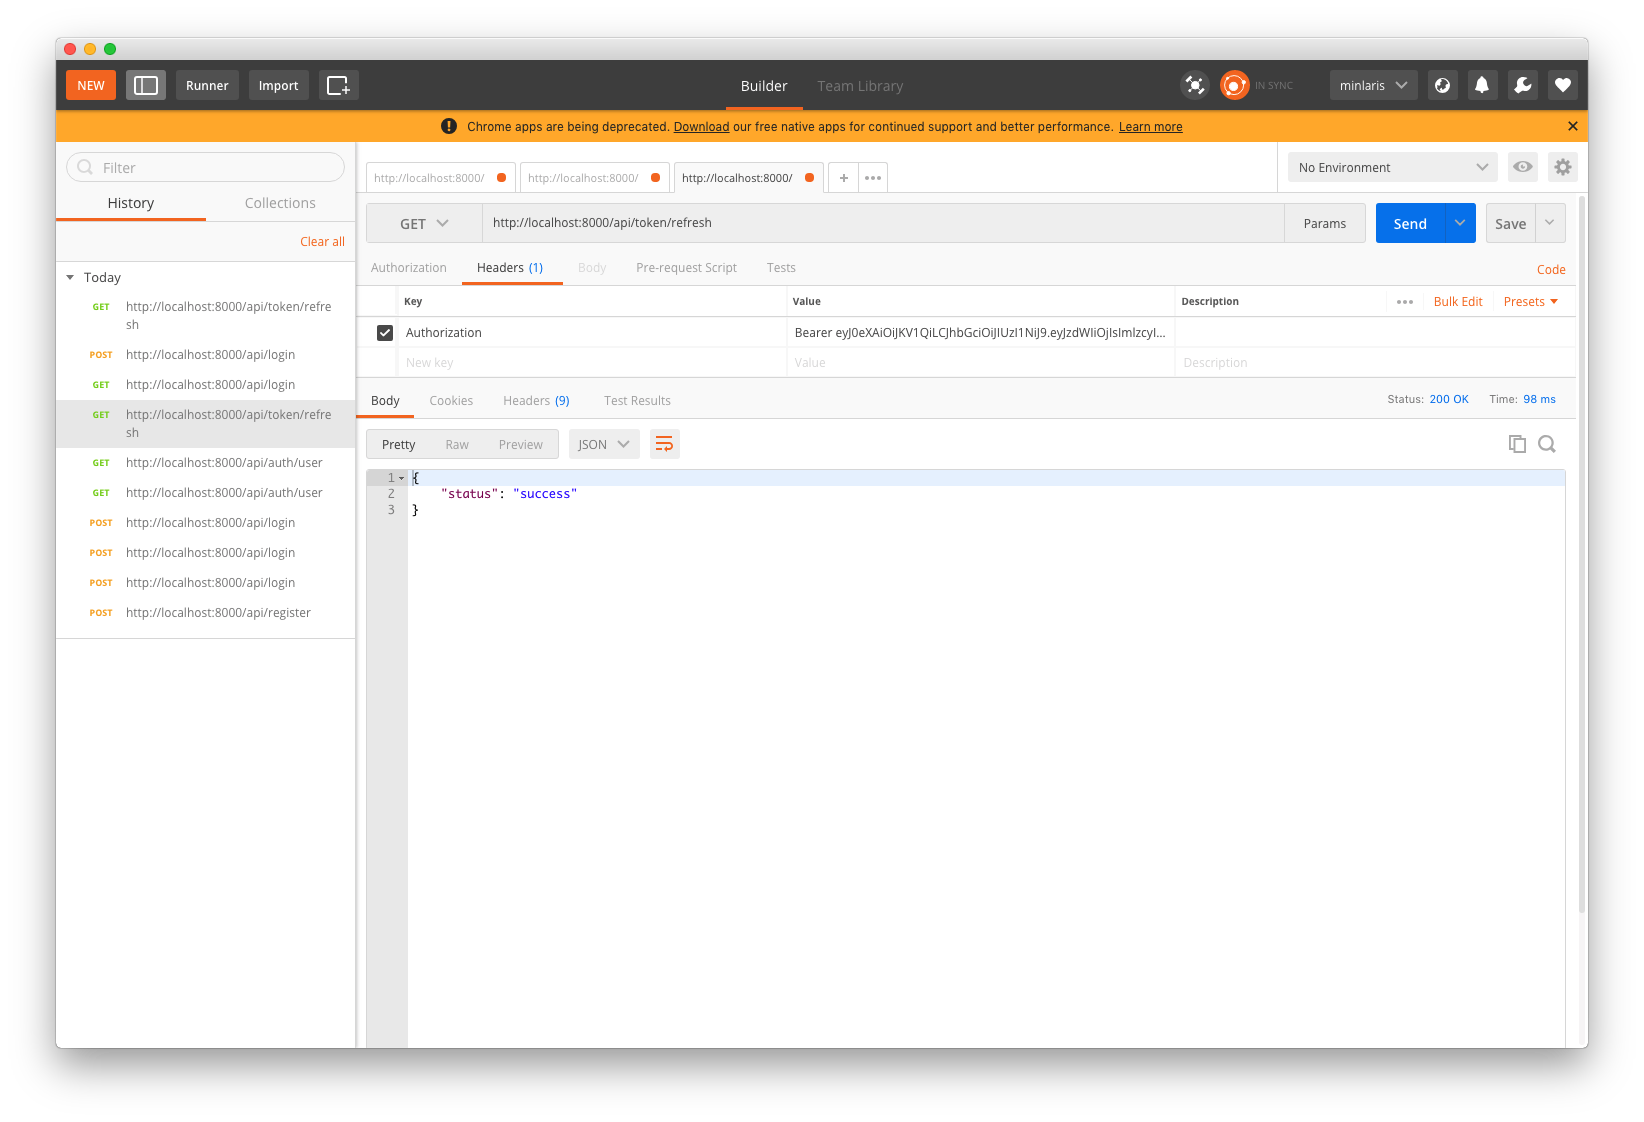 NEW Runner Import Builder Team Library IN SYNC minlaris
Chrome apps are being deprecated. Download our free native apps for continued support and better performance. Learn more
Filter
History Collections
Clear all
Today
GET http://localhost:8000/api/token/refre
sh
POST http://localhost:8000/api/login
GET http://localhost:8000/api/login
GET http://localhost:8000/api/token/refre
sh
GET http://localhost:8000/api/auth/user
GET http://localhost:8000/api/auth/user
POST http://localhost:8000/api/login
POST http://localhost:8000/api/login
POST http://localhost:8000/api/login
POST http://localhost:8000/api/register
http://localhost:8000/ http://localhost:8000/ http://localhost:8000/ No Environment
GET http://localhost:8000/api/token/refresh Params Send Save
Authorization Headers (1) Body Pre-request Script Tests Code
Key Value Description Bulk Edit Presets
Authorization Bearer eyJ0eXAiOiJKV1QiLCJhbGciOiJIUzI1NiJ9.eyJzdWIiOjIsImlzcyI...
New key Value Description
Body Cookies Headers (9) Test Results Status: 200 OK Time: 98 ms
Pretty Raw Preview JSON
1 {
2 "status": "success"
3 }